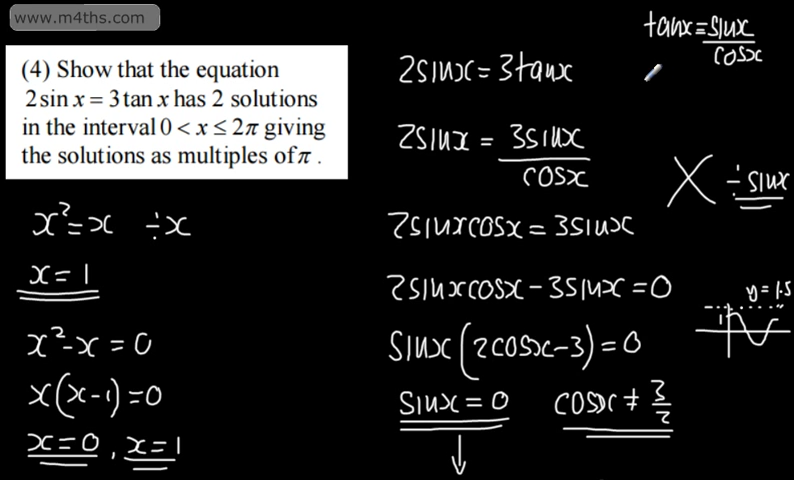 www.m4ths.com
(4) Show that the equation
2 sin x = 3 tan x has 2 solutions
in the interval 0 < x ≤ 2π giving
the solutions as multiples of π .
x² = x ÷x
x = 1
x² - x = 0
x(x-1) = 0
x = 0 , x = 1
2sinx = 3tanx
2sinx = 3sinx / cosx
2sinxcosx = 3sinx
2sinxcosx - 3sinx = 0
sinx(2cosx - 3) = 0
sinx = 0 cosx ≠ 3/2
↓
tanx = sinx / cosx
X ÷ sinx
y = 1.5
1